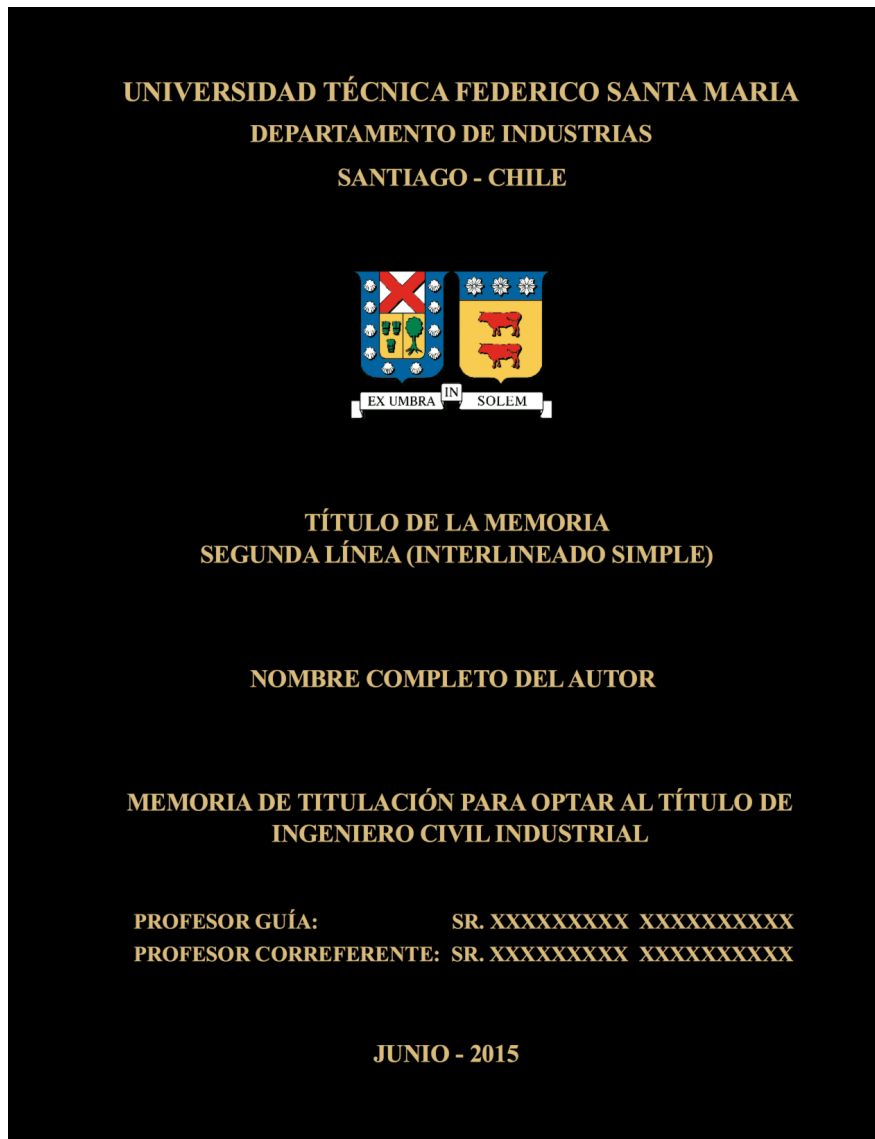 UNIVERSIDAD TÉCNICA FEDERICO SANTA MARIA
DEPARTAMENTO DE INDUSTRIAS
SANTIAGO - CHILE
EX UMBRA IN SOLEM
TÍTULO DE LA MEMORIA
SEGUNDA LÍNEA (INTERLINEADO SIMPLE)
NOMBRE COMPLETO DEL AUTOR
MEMORIA DE TITULACIÓN PARA OPTAR AL TÍTULO DE
INGENIERO CIVIL INDUSTRIAL
PROFESOR GUÍA: SR. XXXXXXXXX XXXXXXXXXX
PROFESOR CORREFERENTE: SR. XXXXXXXXX XXXXXXXXXX
JUNIO - 2015